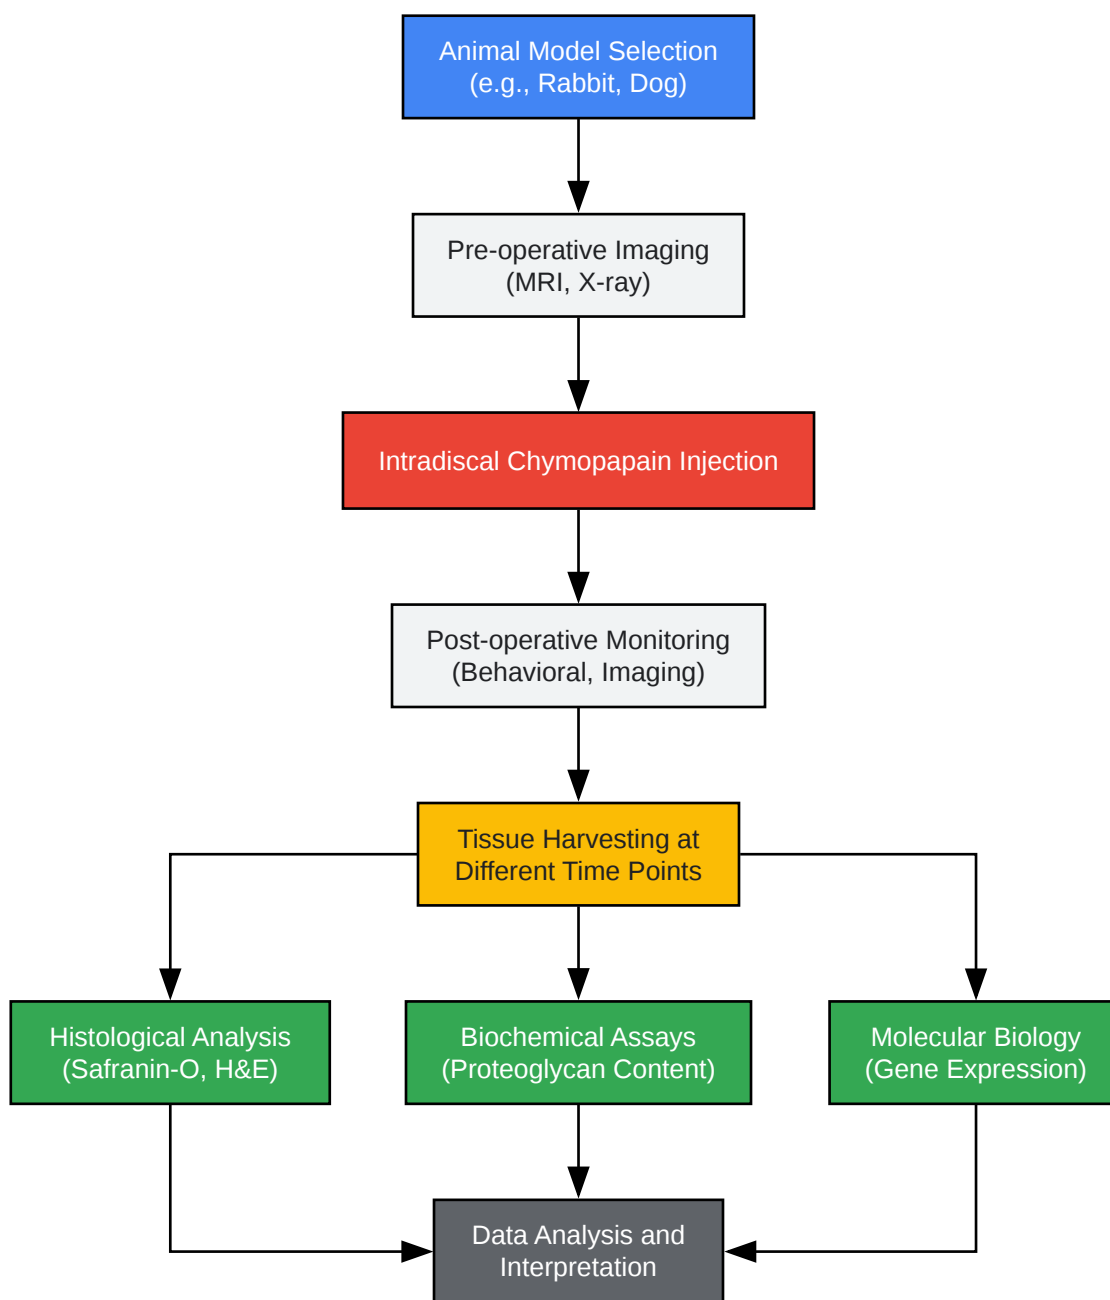 Animal Model Selection
(e.g., Rabbit, Dog)
Pre-operative Imaging
(MRI, X-ray)
Intradiscal Chymopapain Injection
Post-operative Monitoring
(Behavioral, Imaging)
Tissue Harvesting at
Different Time Points
Histological Analysis
(Safranin-O, H&E)
Biochemical Assays
(Proteoglycan Content)
Molecular Biology
(Gene Expression)
Data Analysis and
Interpretation